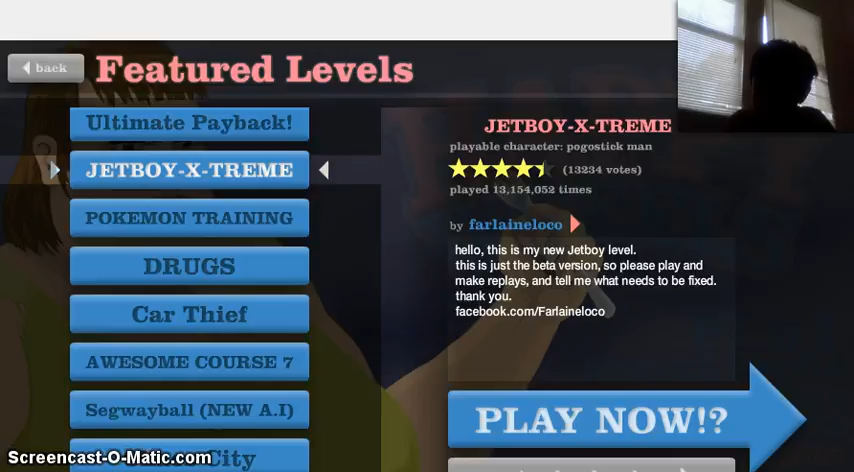 back
Featured Levels
Ultimate Payback!
JETBOY-X-TREME
POKEMON TRAINING
DRUGS
Car Thief
AWESOME COURSE 7
Segwayball (NEW A.I)
City
JETBOY-X-TREME
playable character: pogostick man
(13234 votes)
played 13,154,052 times
by farlaineloco
hello, this is my new Jetboy level.
this is just the beta version, so please play and
make replays, and tell me what needs to be fixed.
thank you.
facebook.com/Farlaineloco
PLAY NOW!?
Screencast-O-Matic.com